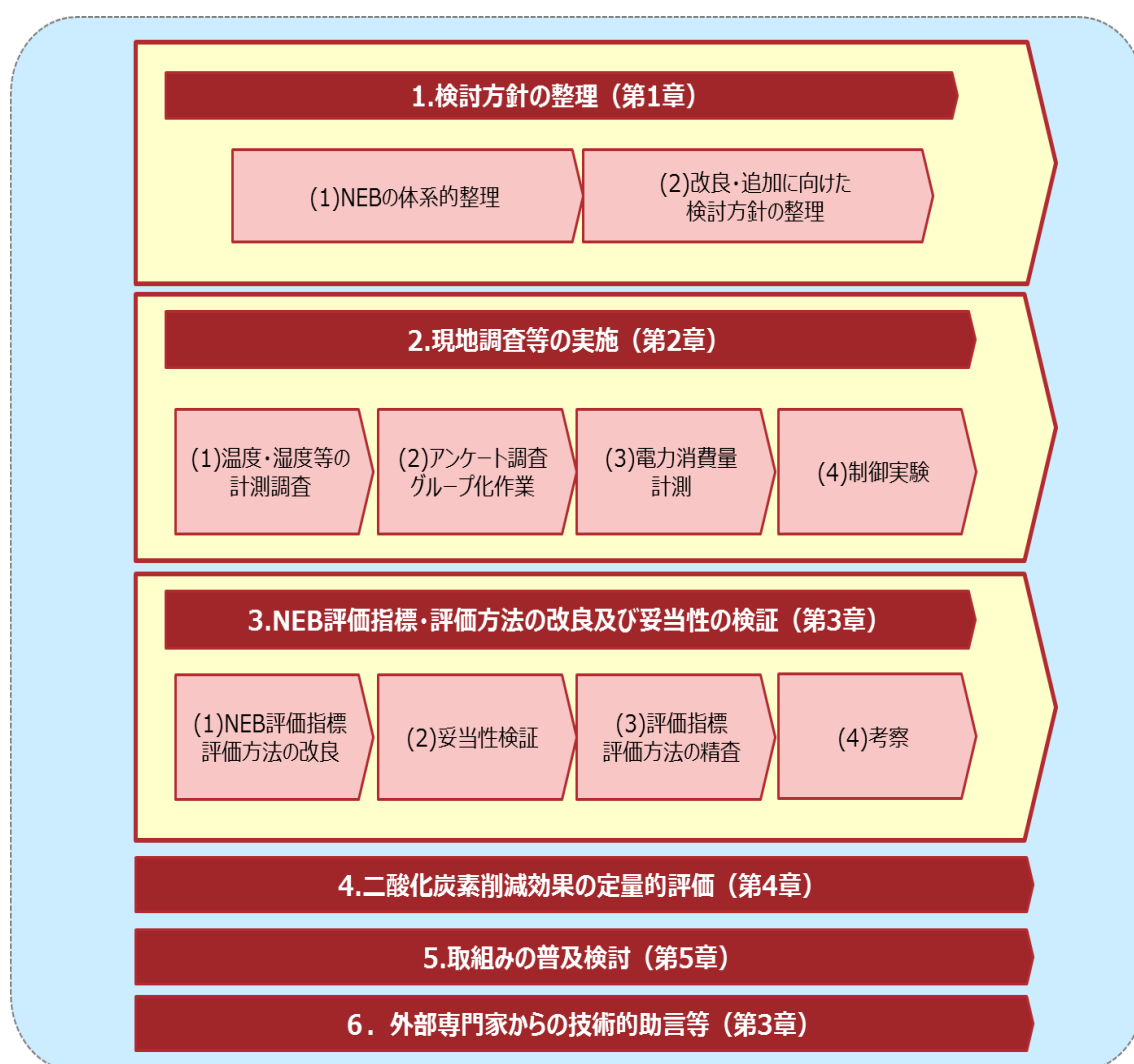 1.検討方針の整理（第1章）
(1)NEBの体系的整理
(2)改良・追加に向けた
検討方針の整理
2.現地調査等の実施（第2章）
(1)温度・湿度等の
計測調査
(2)アンケート調査
グループ化作業
(3)電力消費量
計測
(4)制御実験
3.NEB評価指標・評価方法の改良及び妥当性の検証（第3章）
(1)NEB評価指標
評価方法の改良
(2)妥当性検証
(3)評価指標
評価方法の精査
(4)考察
4.二酸化炭素削減効果の定量的評価（第4章）
5.取組みの普及検討（第5章）
6．外部専門家からの技術的助言等（第3章）